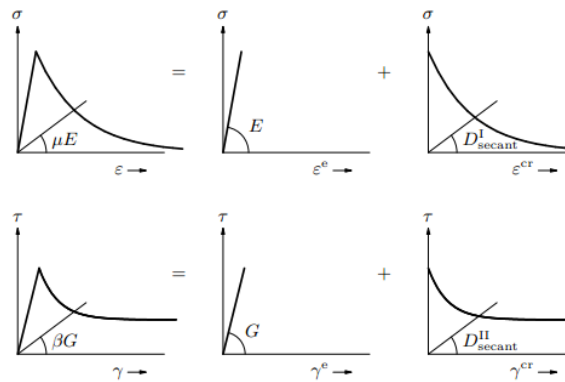 σ σ σ
= +
μE E D^I_secant
ε → ε^e → ε^cr →
τ τ τ
= +
βG G D^II_secant
γ → γ^e → γ^cr →